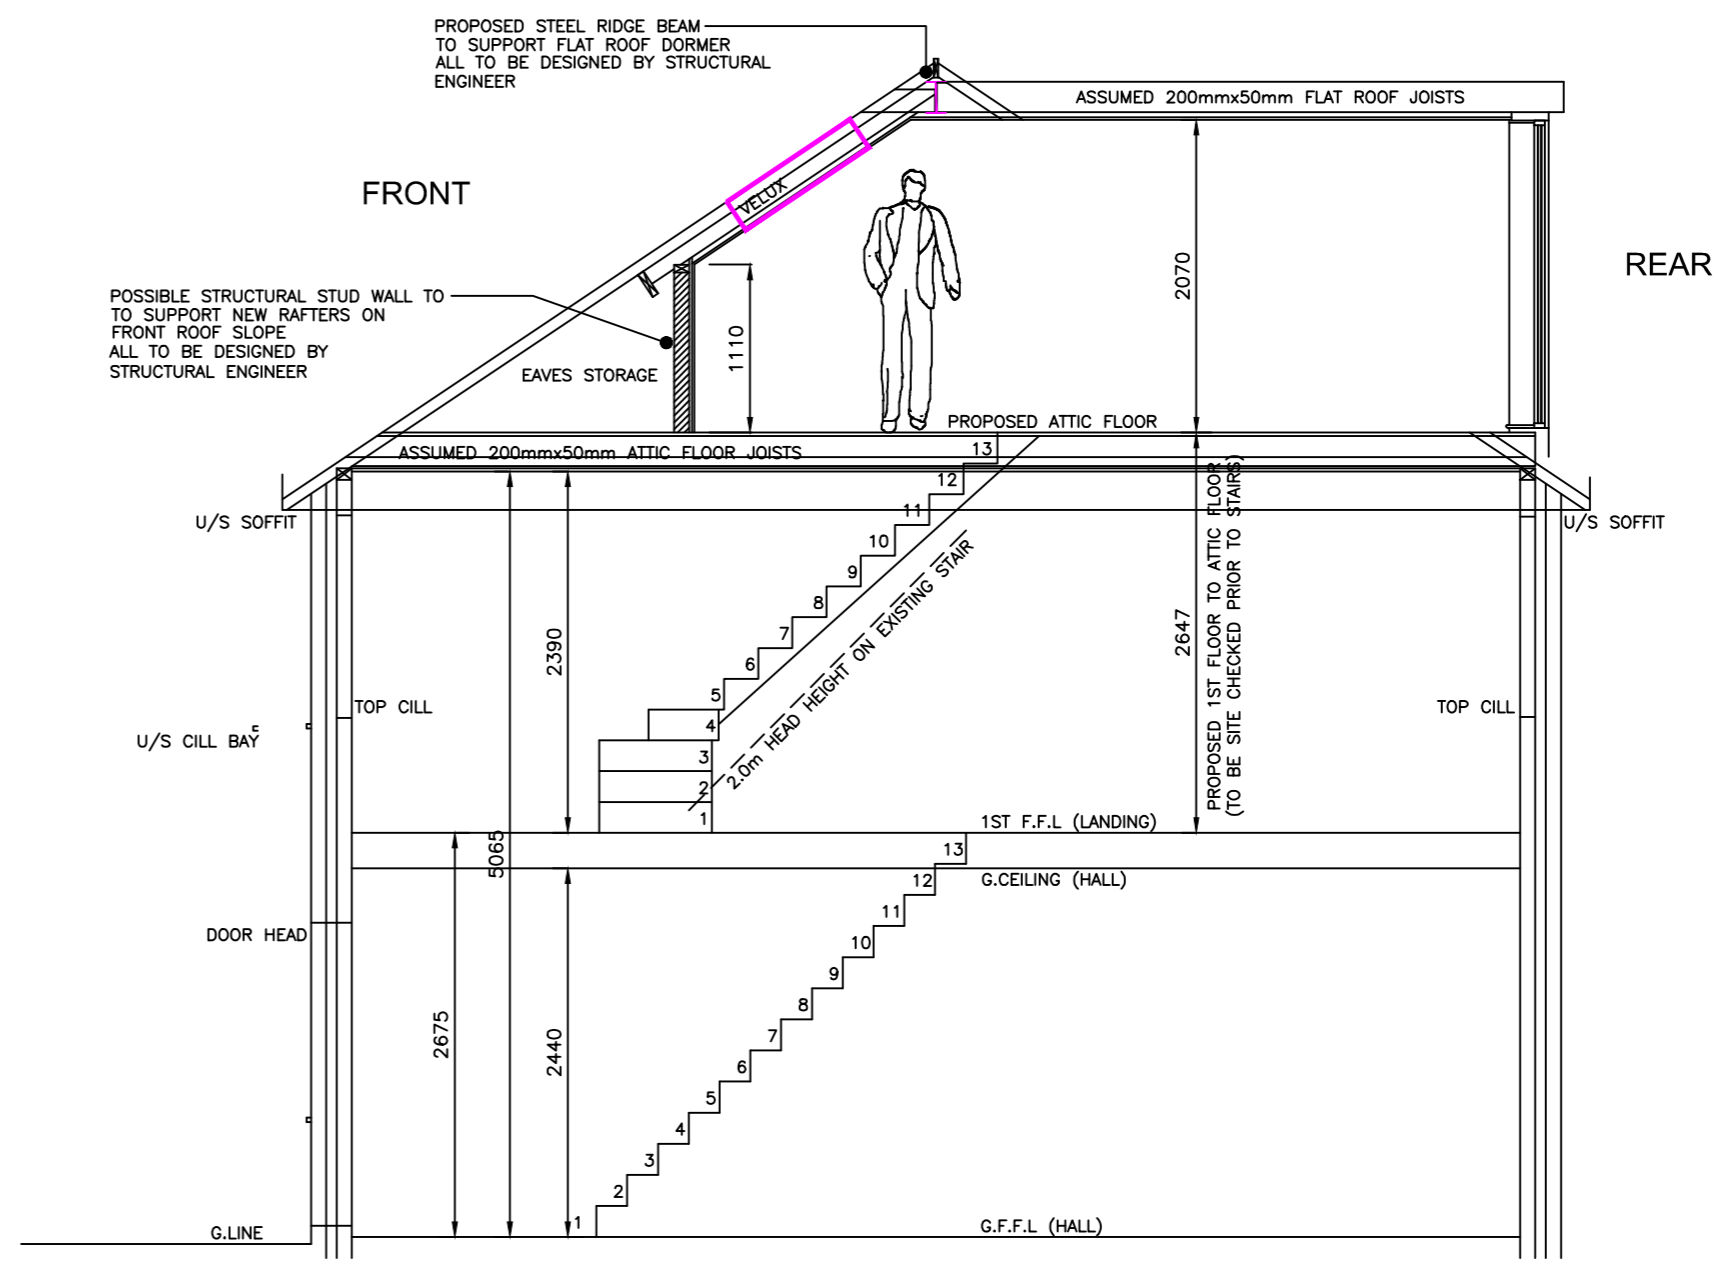 PROPOSED STEEL RIDGE BEAM
TO SUPPORT FLAT ROOF DORMER
ALL TO BE DESIGNED BY STRUCTURAL
ENGINEER
ASSUMED 200mmx50mm FLAT ROOF JOISTS
FRONT
VELUX
REAR
2070
POSSIBLE STRUCTURAL STUD WALL TO
TO SUPPORT NEW RAFTERS ON
FRONT ROOF SLOPE
ALL TO BE DESIGNED BY
STRUCTURAL ENGINEER
1110
EAVES STORAGE
PROPOSED ATTIC FLOOR
ASSUMED 200mmx50mm ATTIC FLOOR JOISTS
13
12
11
10
9
8
7
6
5
4
3
2
1
U/S SOFFIT
U/S SOFFIT
2.0m HEAD HEIGHT ON EXISTING STAIR
2390
2647
PROPOSED 1ST FLOOR TO ATTIC FLOOR
(TO BE SITE CHECKED PRIOR TO STAIRS)
TOP CILL
TOP CILL
U/S CILL BAY
1ST F.F.L (LANDING)
5065
G.CEILING (HALL)
13
12
11
10
9
8
7
6
5
4
3
2
1
DOOR HEAD
2675
2440
G.LINE
G.F.F.L (HALL)